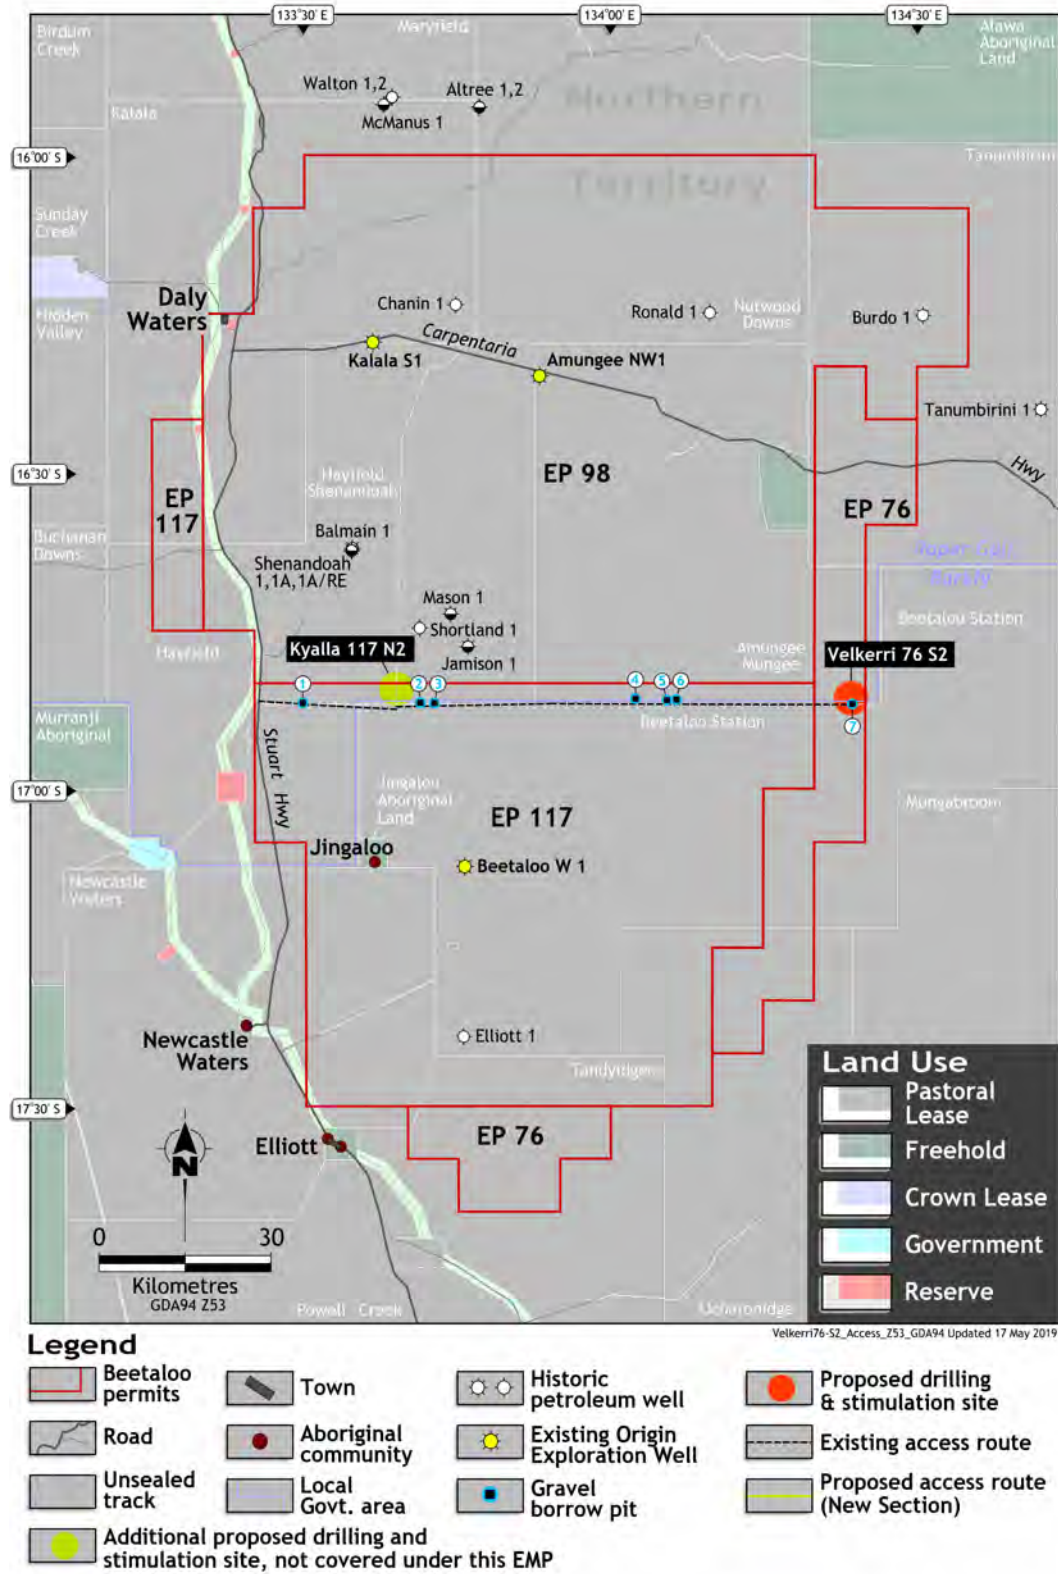 133°30' E
134°00' E
134°30' E
Birdum
Creek
Maryfield
Alawa
Aboriginal
Land
Walton 1,2
Altree 1,2
Kalala
McManus 1
Northern
Territory
16°00' S
Tanumbirini
Sunday
Creek
Daly
Waters
Hidden
Valley
Chanin 1
Ronald 1
Nutwood
Downs
Burdo 1
Carpentaria
Kalala S1
Amungee NW1
Tanumbirini 1
Hwy
16°30' S
EP
117
Hayfield
Shenandoah
EP 98
EP 76
Buchanan
Downs
Balmain 1
Shenandoah
1,1A,1A/RE
Barkly
Beetalou Station
Mason 1
Shortland 1
Jamison 1
Hayfield
Kyalla 117 N2
Amungee
Mungee
Velkerri 76 S2
1
2
3
4
5
6
7
Beetaloo Station
Murranji
Aboriginal
Stuart Hwy
17°00' S
Jingalou
Aboriginal
Land
EP 117
Mungabroom
Jingaloo
Beetaloo W 1
Newcastle
Waters
Newcastle
Waters
Elliott 1
Tandyidgee
17°30' S
Elliott
EP 76
N
0
30
Kilometres
GDA94 Z53
Powell Creek
Ucharonidge
Land Use
Pastoral
Lease
Freehold
Crown Lease
Government
Reserve
Velkerri76-S2_Access_Z53_GDA94 Updated 17 May 2019
Legend
Beetaloo
permits
Town
Historic
petroleum well
Proposed drilling
& stimulation site
Road
Aboriginal
community
Existing Origin
Exploration Well
Existing access route
Unsealed
track
Local
Govt. area
Gravel
borrow pit
Proposed access route
(New Section)
Additional proposed drilling and
stimulation site, not covered under this EMP